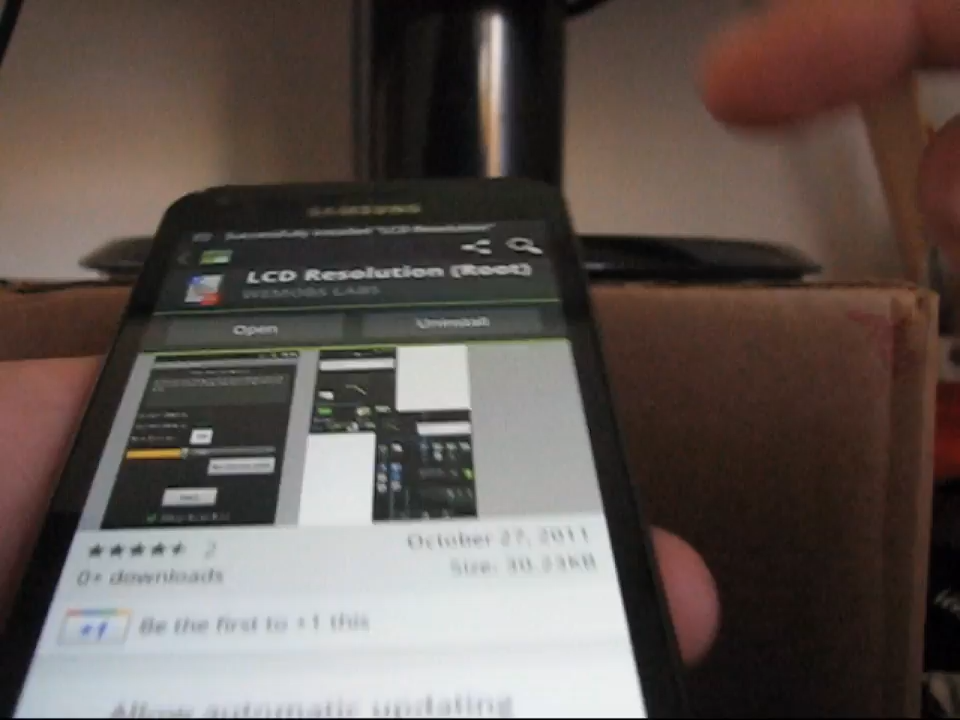 SAMSUNG
Successfully installed "LCD Resolution"
LCD Resolution (Root)
WEMOBS LABS
Open
Uninstall
2
October 27, 2011
0+ downloads
Size: 30.23KB
+1
Be the first to +1 this
Allow automatic updating